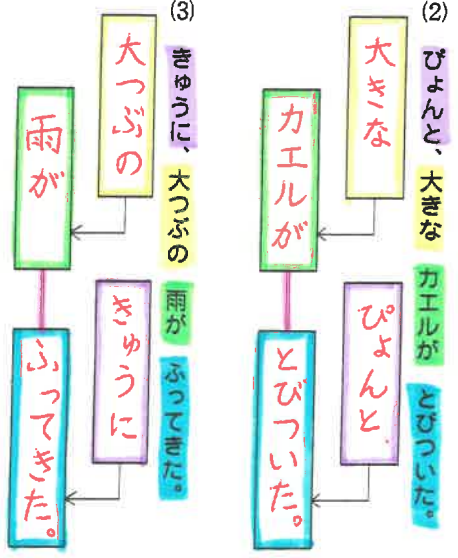 (2)
ぴょんと、大きなカエルがとびついた。
大きな
カエルが
ぴょんと
とびついた。
(3)
きゅうに、大つぶの雨がふってきた。
大つぶの
雨が
きゅうに
ふってきた。